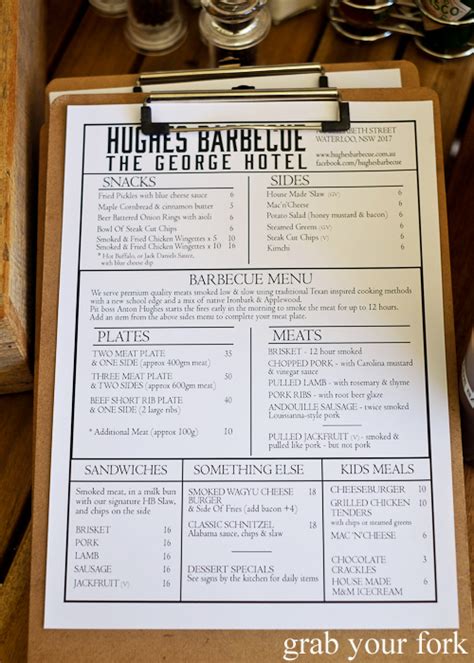 HUGHES BARBECUE
THE GEORGE HOTEL
STREET
WATERLOO, NSW 2017
www.hughesbarbecue.com.au
facebook.com/hughesbarbecue
SNACKS
Fried Pickles with blue cheese sauce 6
Maple Cornbread & cinnamon butter 5
Beer Battered Onion Rings with aioli 6
Bowl Of Steak Cut Chips 6
Smoked & Fried Chicken Wingettes x 5 10
Smoked & Fried Chicken Wingettes x 10 16
* Hot Buffalo, or Jack Daniels Sauce,
with blue cheese dip
SIDES
House Made 'Slaw (GV) 6
Mac'n'Cheese 6
Potato Salad (honey mustard & bacon) 6
Steamed Greens (GV) 6
Steak Cut Chips (V) 6
Kimchi 6
BARBECUE MENU
We serve premium quality meats smoked low & slow using traditional Texan inspired cooking methods
with a new school edge and a mix of native Ironbark & Applewood.
Pit boss Anton Hughes starts the fires early in the morning to smoke the meat for up to 12 hours.
Add an item from the above sides menu to complete your meat plate.
PLATES
TWO MEAT PLATE 35
& ONE SIDE (approx 400gm meat)
THREE MEAT PLATE 50
& TWO SIDES (approx 600gm meat)
BEEF SHORT RIB PLATE 40
& ONE SIDE (2 large ribs)
* Additional Meat (approx 100g) 10
MEATS
BRISKET - 12 hour smoked
CHOPPED PORK - with Carolina mustard
& vinegar sauce
PULLED LAMB - with rosemary & thyme
PORK RIBS - with root beer glaze
ANDOUILLE SAUSAGE - twice smoked
Louisianna-style pork
PULLED JACKFRUIT (V) - smoked &
pulled like pork - but not pork
SANDWICHES
Smoked meat, in a milk bun
with our signature HB Slaw,
and chips on the side
BRISKET 16
PORK 16
LAMB 16
SAUSAGE 16
JACKFRUIT (V) 16
SOMETHING ELSE
SMOKED WAGYU CHEESE 18
BURGER
& Side Of Fries (add bacon +4)
CLASSIC SCHNITZEL 18
Alabama sauce, chips & slaw
DESSERT SPECIALS
See signs by the kitchen for daily items
KIDS MEALS
CHEESEBURGER 10
GRILLED CHICKEN 10
TENDERS
with chips or steamed greens
MAC 'N'CHEESE 10
CHOCOLATE 3
CRACKLES
HOUSE MADE 6
M&M ICECREAM
grab your fork